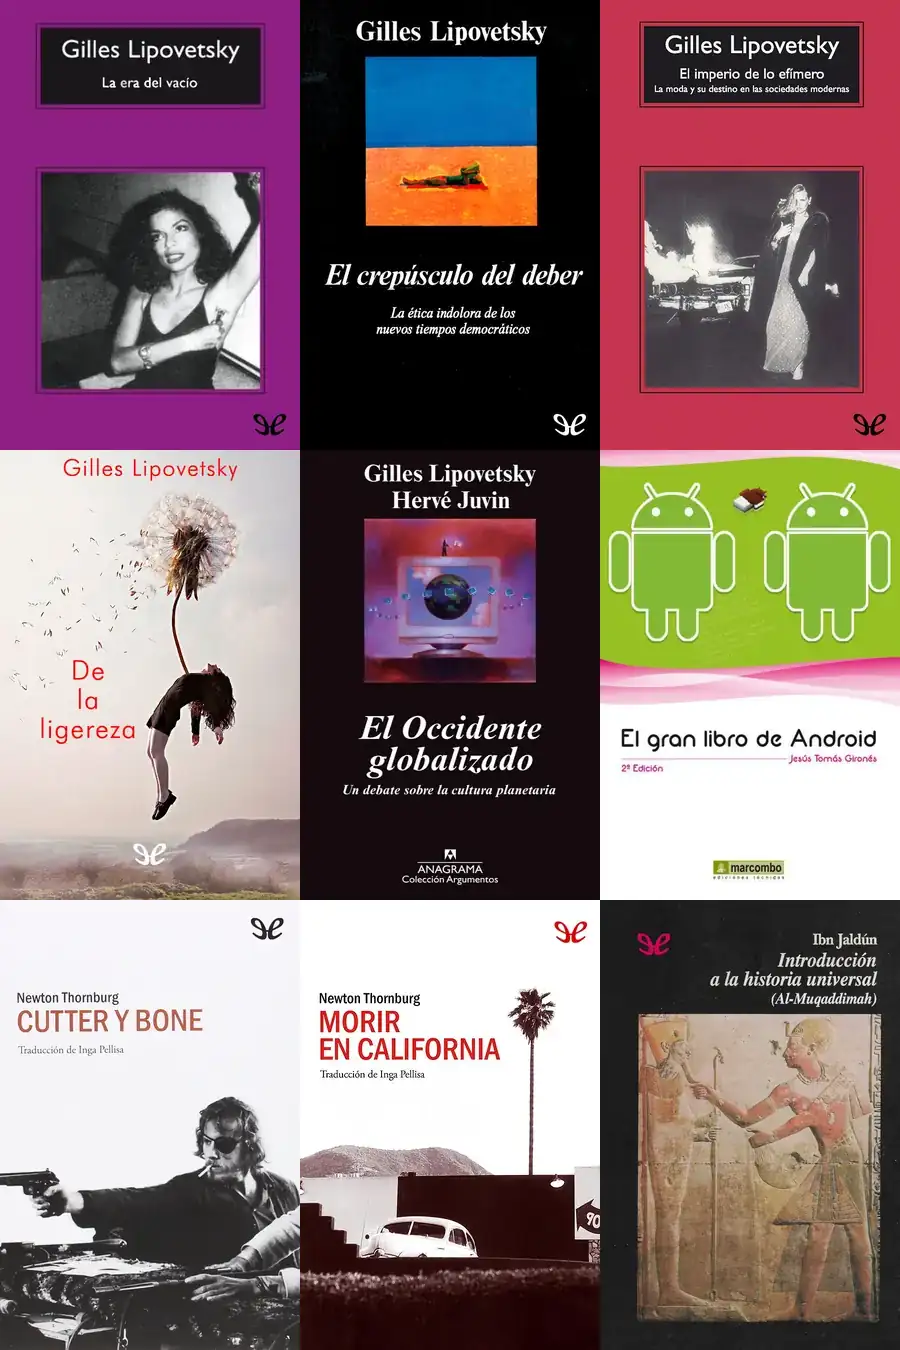 Gilles Lipovetsky
La era del vacío
Gilles Lipovetsky
El crepúsculo del deber
La ética indolora de los
nuevos tiempos democráticos
Gilles Lipovetsky
El imperio de lo efímero
La moda y su destino en las sociedades modernas
Gilles Lipovetsky
De
la
ligereza
Gilles Lipovetsky
Hervé Juvin
El Occidente
globalizado
Un debate sobre la cultura planetaria
ANAGRAMA
Colección Argumentos
El gran libro de Android
Jesús Tomás Gironés
2ª Edición
marcombo
ediciones técnicas
Newton Thornburg
CUTTER Y BONE
Traducción de Inga Pellisa
Newton Thornburg
MORIR
EN CALIFORNIA
Traducción de Inga Pellisa
90
Ibn Jaldún
Introducción
a la historia universal
(Al-Muqaddimah)